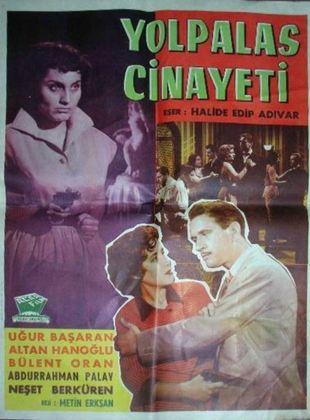 YOLPALAS
CİNAYETİ
ESER : HALİDE EDİP ADIVAR
UĞUR BAŞARAN
ALTAN HANOĞLU
BÜLENT ORAN
ABDURRAHMAN PALAY
NEŞET BERKÜREN
REJİ : METİN ERKSAN